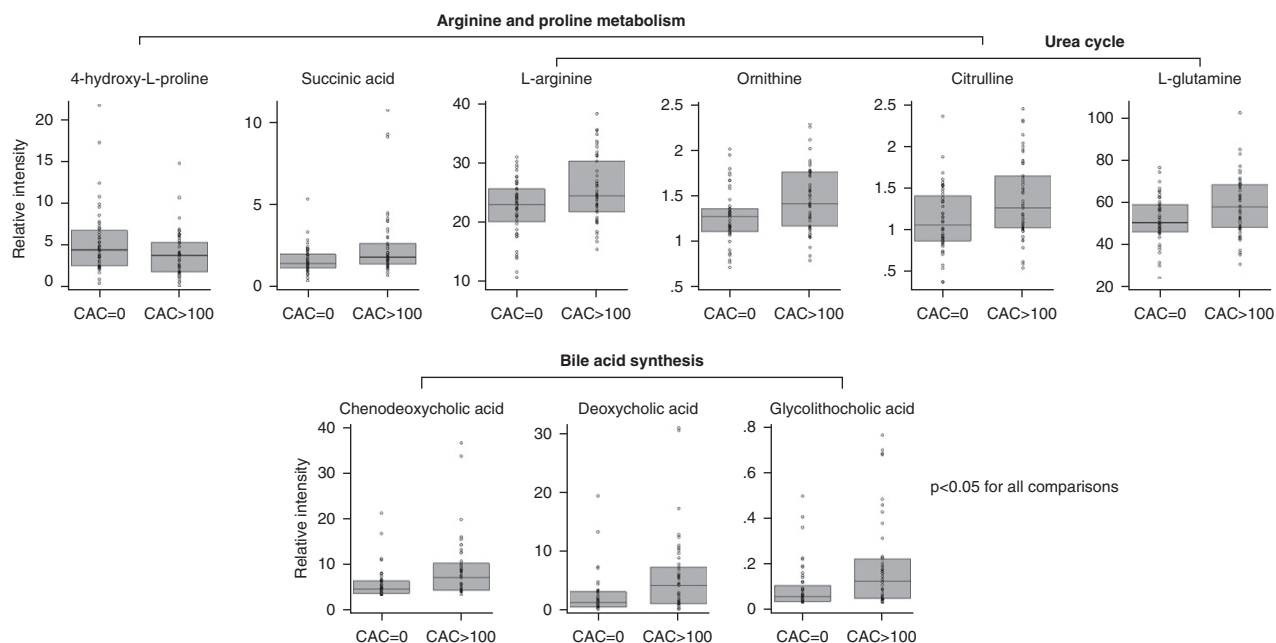 Arginine and proline metabolism
Urea cycle
4-hydroxy-L-proline Succinic acid L-arginine Ornithine Citrulline L-glutamine
Relative intensity
20
15
10
5
0
CAC=0 CAC>100
10
5
0
CAC=0 CAC>100
40
30
20
10
CAC=0 CAC>100
2.5
2
1.5
1
.5
CAC=0 CAC>100
2.5
2
1.5
1
.5
CAC=0 CAC>100
100
80
60
40
20
CAC=0 CAC>100
Bile acid synthesis
Chenodeoxycholic acid Deoxycholic acid Glycolithocholic acid
Relative intensity
40
30
20
10
0
CAC=0 CAC>100
30
20
10
0
CAC=0 CAC>100
.8
.6
.4
.2
0
CAC=0 CAC>100
p<0.05 for all comparisons